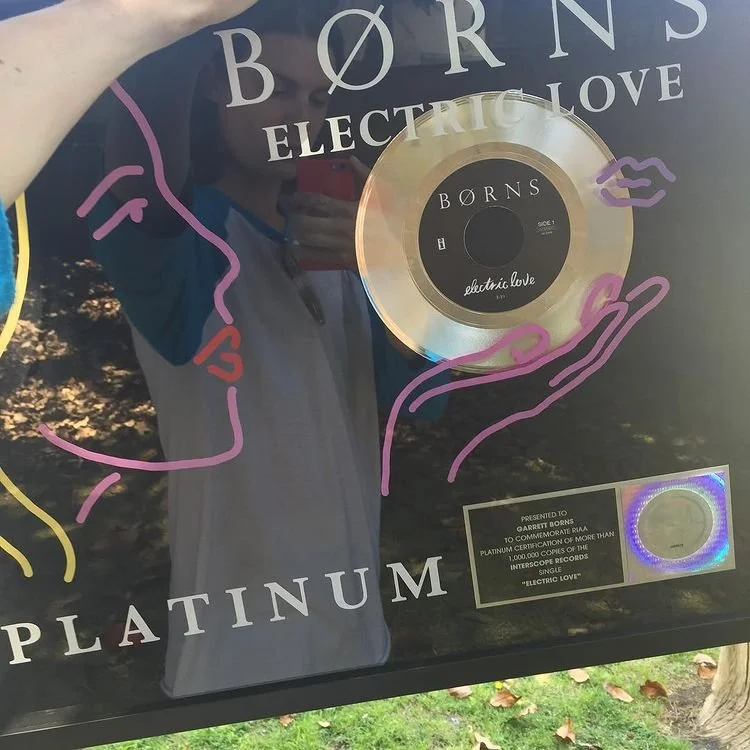 BØRNS
ELECTRIC LOVE
BØRNS
SIDE 1
electric love
PRESENTED TO
GARRETT BORNS
TO COMMEMORATE RIAA
PLATINUM CERTIFICATION OF MORE THAN
1,000,000 COPIES OF THE
INTERSCOPE RECORDS
SINGLE
"ELECTRIC LOVE"
PLATINUM